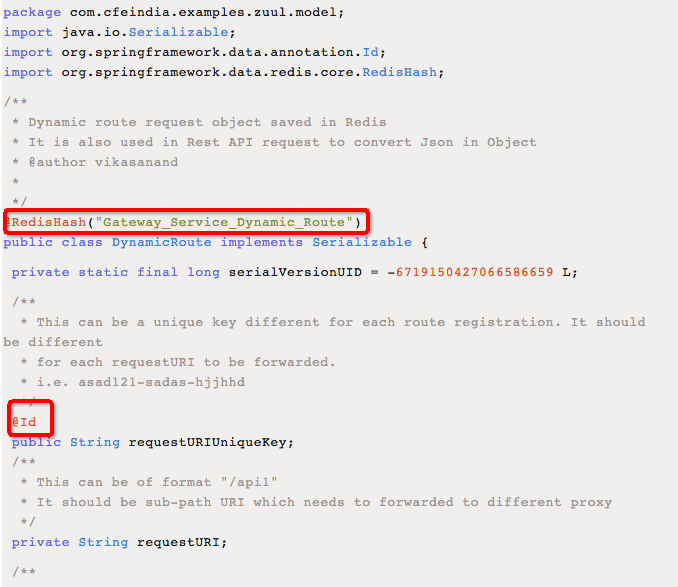 package com.cfeindia.examples.zuul.model;
import java.io.Serializable;
import org.springframework.data.annotation.Id;
import org.springframework.data.redis.core.RedisHash;
/**
* Dynamic route request object saved in Redis
* It is also used in Rest API request to convert Json in Object
* @author vikasanand
*
*/
@RedisHash("Gateway_Service_Dynamic_Route")
public class DynamicRoute implements Serializable {
private static final long serialVersionUID = -6719150427066586659 L;
/**
* This can be a unique key different for each route registration. It should
be different
* for each requestURI to be forwarded.
* i.e. asad121-sadas-hjjhhd
*/
@Id
public String requestURIUniqueKey;
/**
* This can be of format "/api1"
* It should be sub-path URI which needs to forwarded to different proxy
*/
private String requestURI;
/**